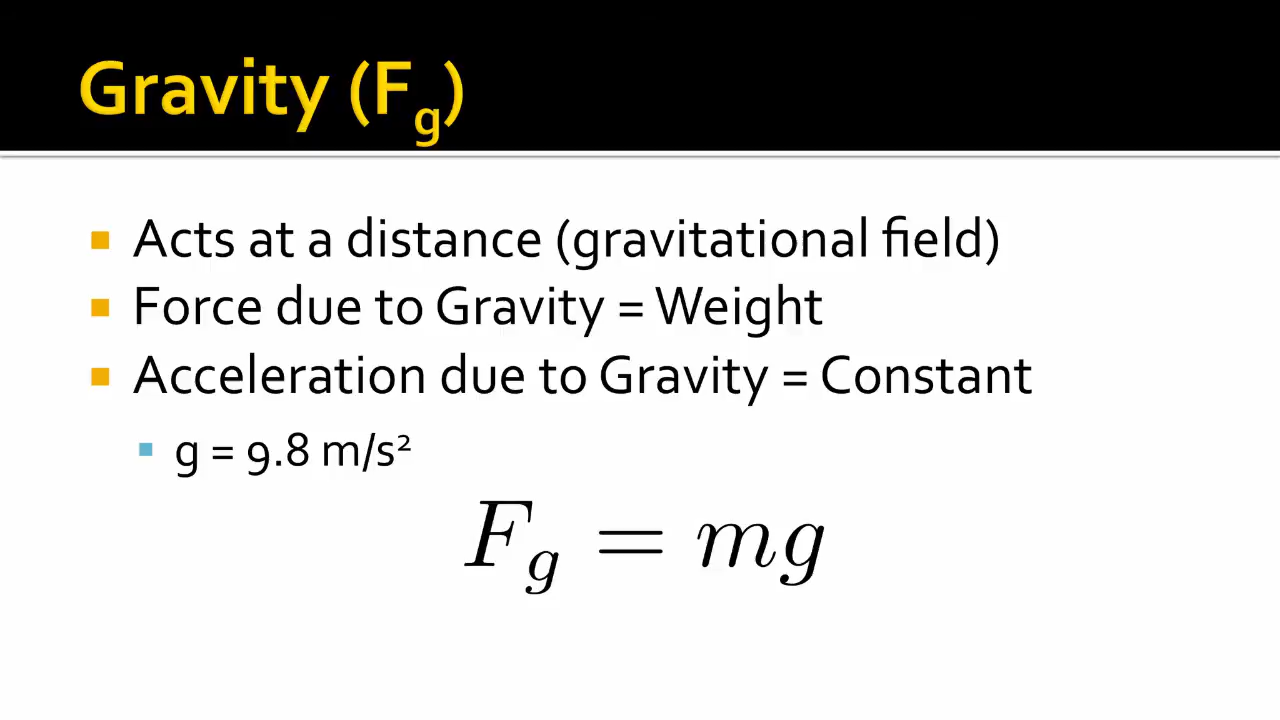 Gravity (Fg)
Acts at a distance (gravitational field)
Force due to Gravity = Weight
Acceleration due to Gravity = Constant
g = 9.8 m/s²
Fg = mg